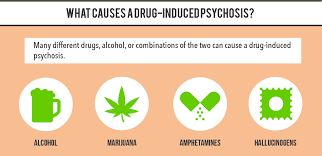 WHAT CAUSES A DRUG-INDUCED PSYCHOSIS?
Many different drugs, alcohol, or combinations of the two can cause a drug-induced
psychosis.
ALCOHOL MARIJUANA AMPHETAMINES HALLUCINOGENS